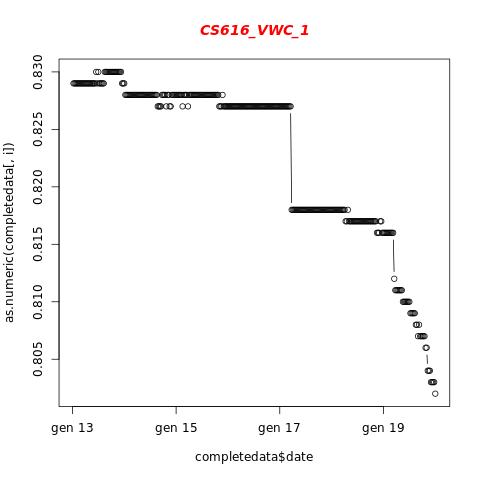 CS616_VWC_1
as.numeric(completedata[, i])
0.830
0.825
0.820
0.815
0.810
0.805
gen 13
gen 15
gen 17
gen 19
completedata$date